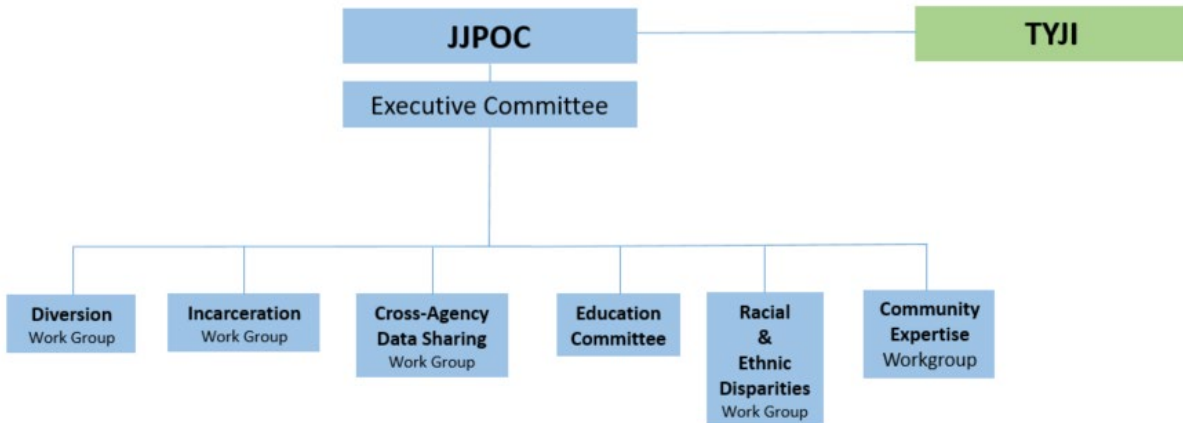 JJPOC
TYJI
Executive Committee
Diversion
Work Group
Incarceration
Work Group
Cross-Agency
Data Sharing
Work Group
Education
Committee
Racial
&
Ethnic
Disparities
Work Group
Community
Expertise
Workgroup